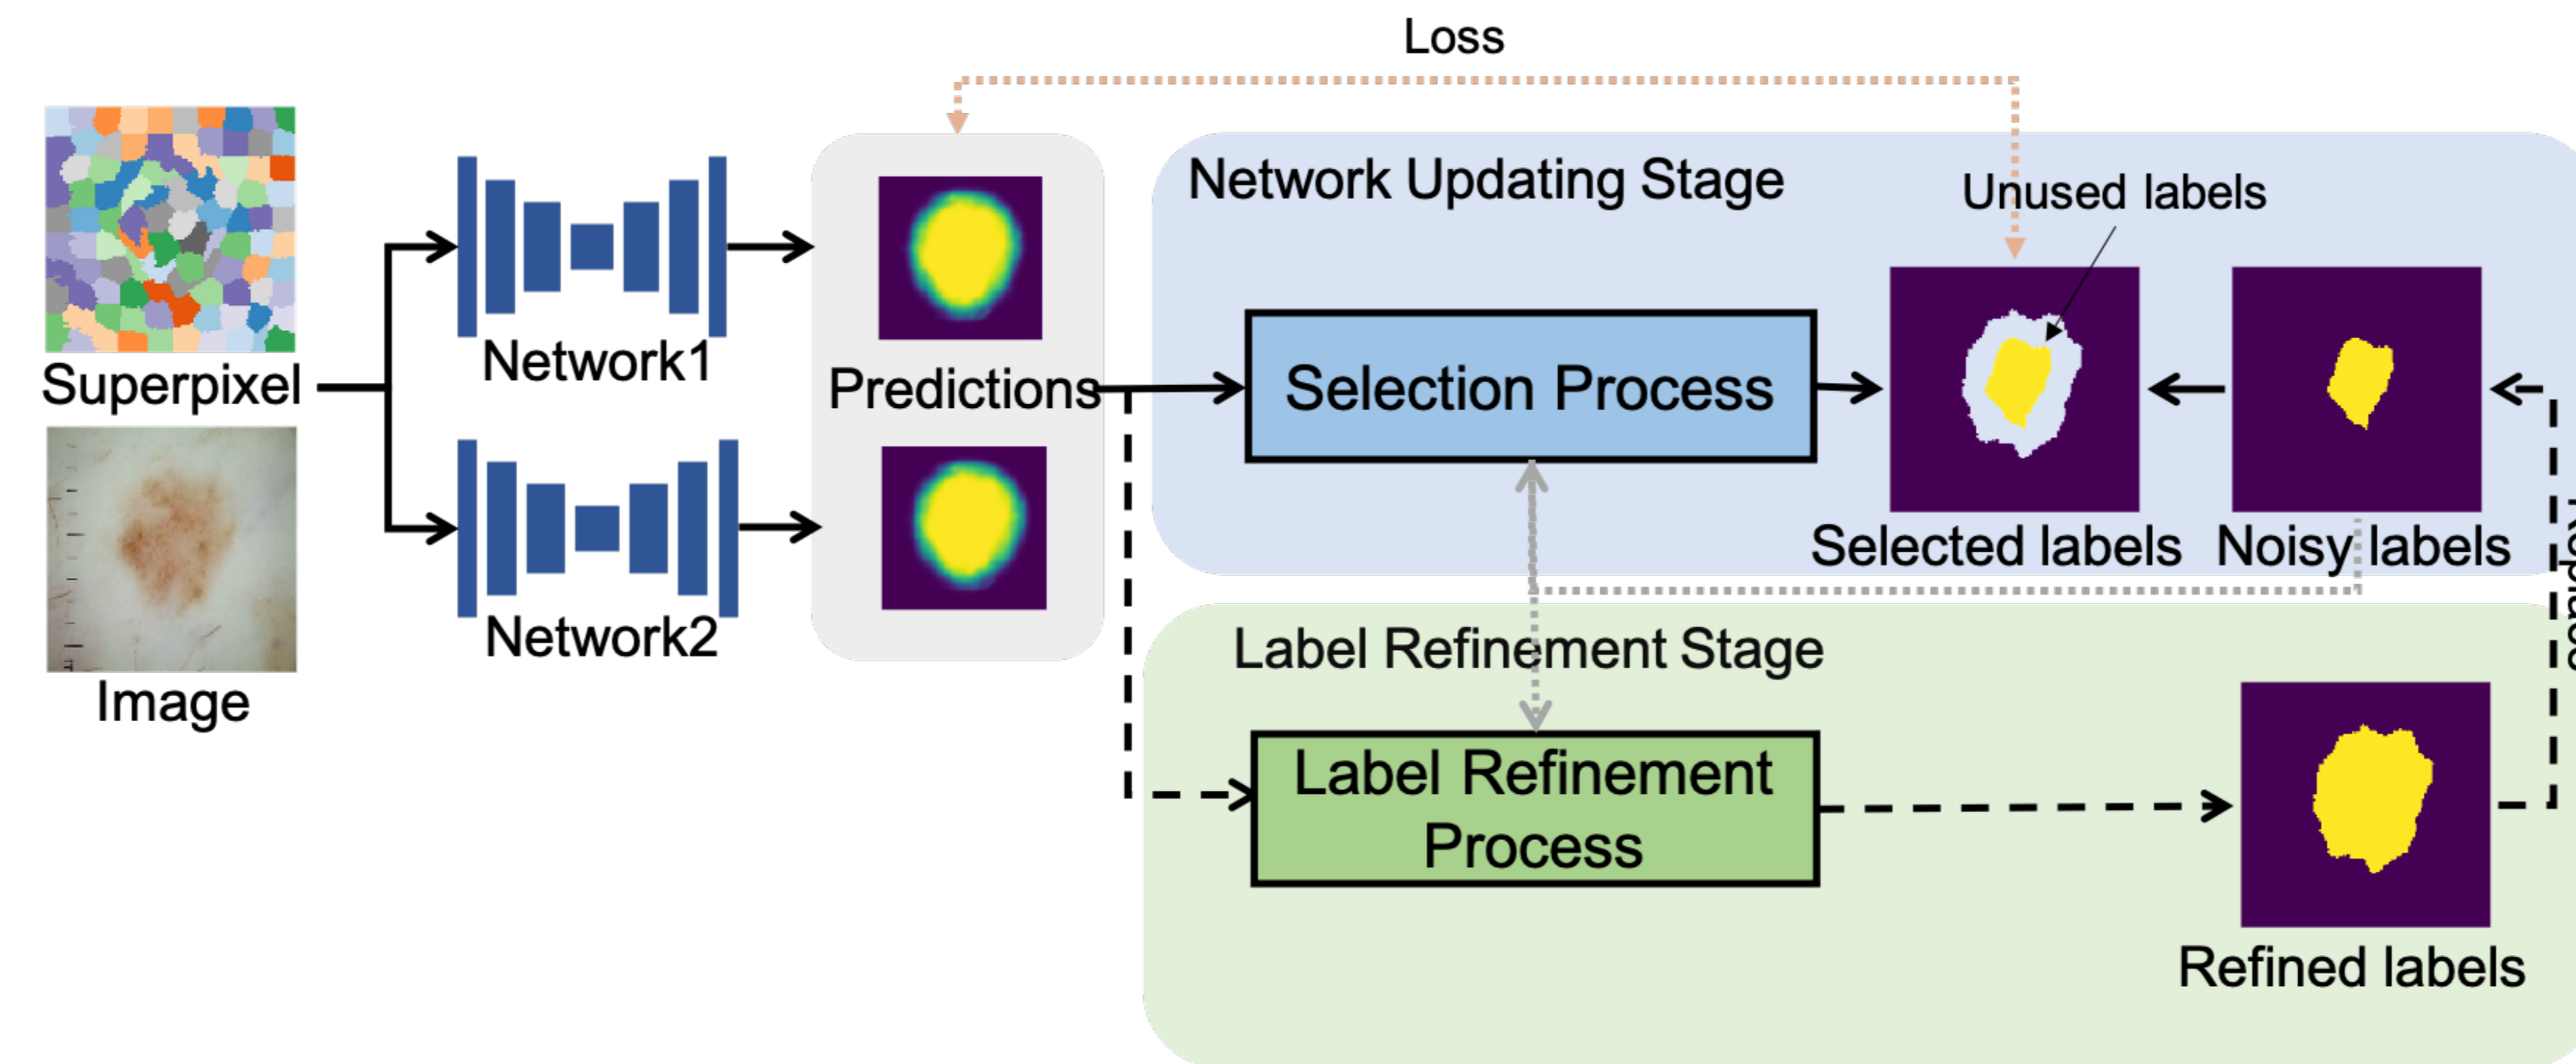 Loss
Network Updating Stage
Unused labels
Superpixel
Network1
Predictions
Selection Process
Selected labels
Noisy labels
Image
Network2
Label Refinement Stage
Label Refinement
Process
Refined labels